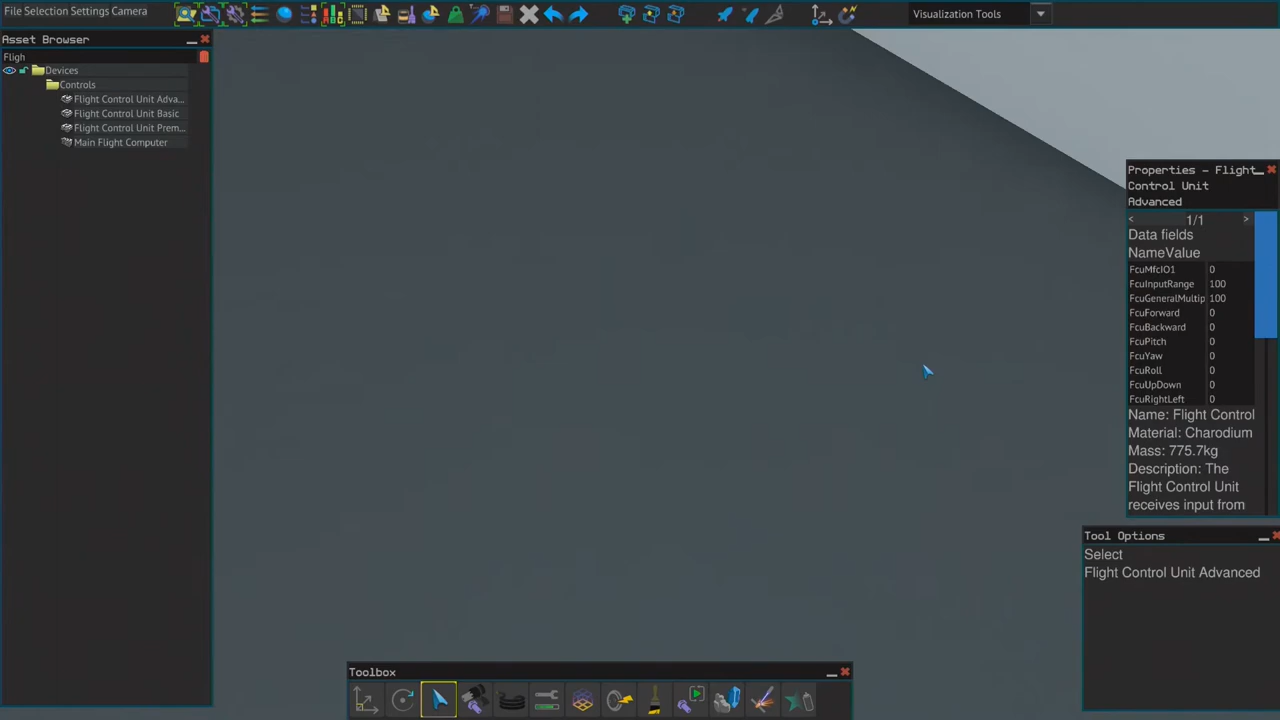 File Selection Settings Camera
Visualization Tools
Asset Browser
Fligh
Devices
Controls
Flight Control Unit Adva...
Flight Control Unit Basic
Flight Control Unit Prem...
Main Flight Computer
Properties - Flight
Control Unit
Advanced
< 1/1 >
Data fields
NameValue
FcuMfcIO1 0
FcuInputRange 100
FcuGeneralMultip 100
FcuForward 0
FcuBackward 0
FcuPitch 0
FcuYaw 0
FcuRoll 0
FcuUpDown 0
FcuRightLeft 0
Name: Flight Control
Material: Charodium
Mass: 775.7kg
Description: The
Flight Control Unit
receives input from
Tool Options
Select
Flight Control Unit Advanced
Toolbox